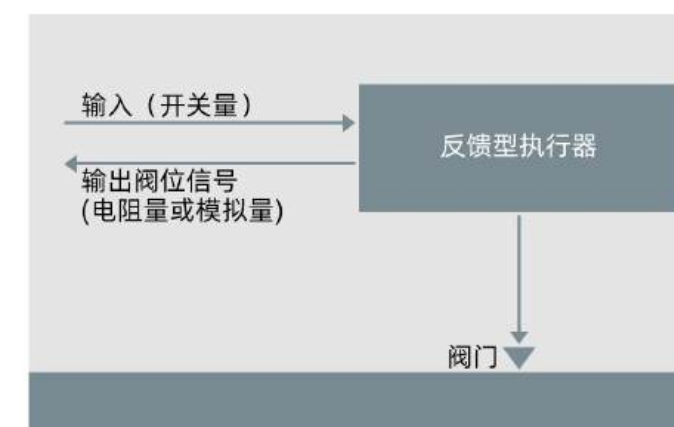 输入（开关量）
反馈型执行器
输出阀位信号
(电阻量或模拟量)
阀门